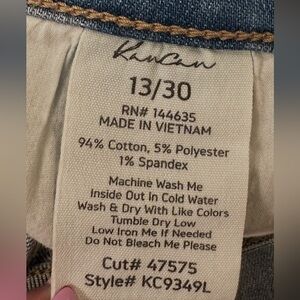 KanCan
13/30
RN# 144635
MADE IN VIETNAM
94% Cotton, 5% Polyester
1% Spandex
Machine Wash Me
Inside Out in Cold Water
Wash & Dry With Like Colors
Tumble Dry Low
Low Iron Me If Needed
Do Not Bleach Me Please
Cut# 47575
Style# KC9349L